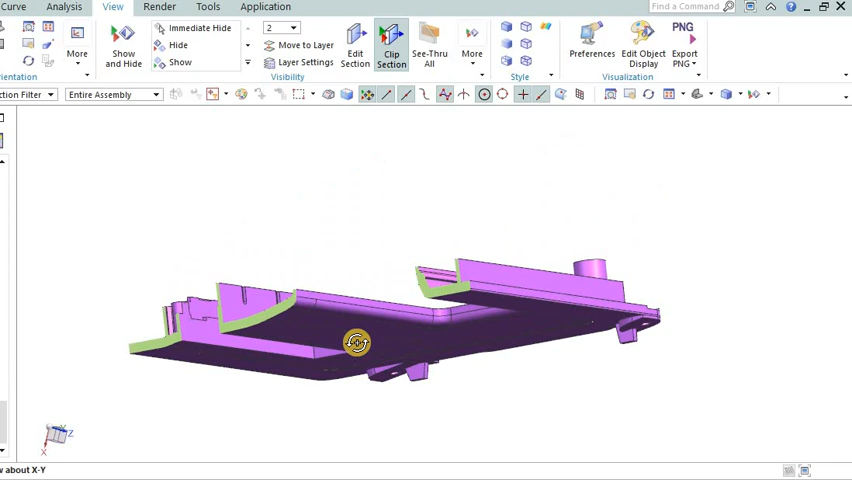 Curve Analysis View Render Tools Application Find a Command
More Show and Hide Immediate Hide Hide Show 2 Move to Layer Layer Settings Edit Section Clip Section See-Thru All More Preferences Edit Object Display PNG Export PNG
Visibility Style Visualization
ction Filter Entire Assembly
Y
Z
X
w about X-Y